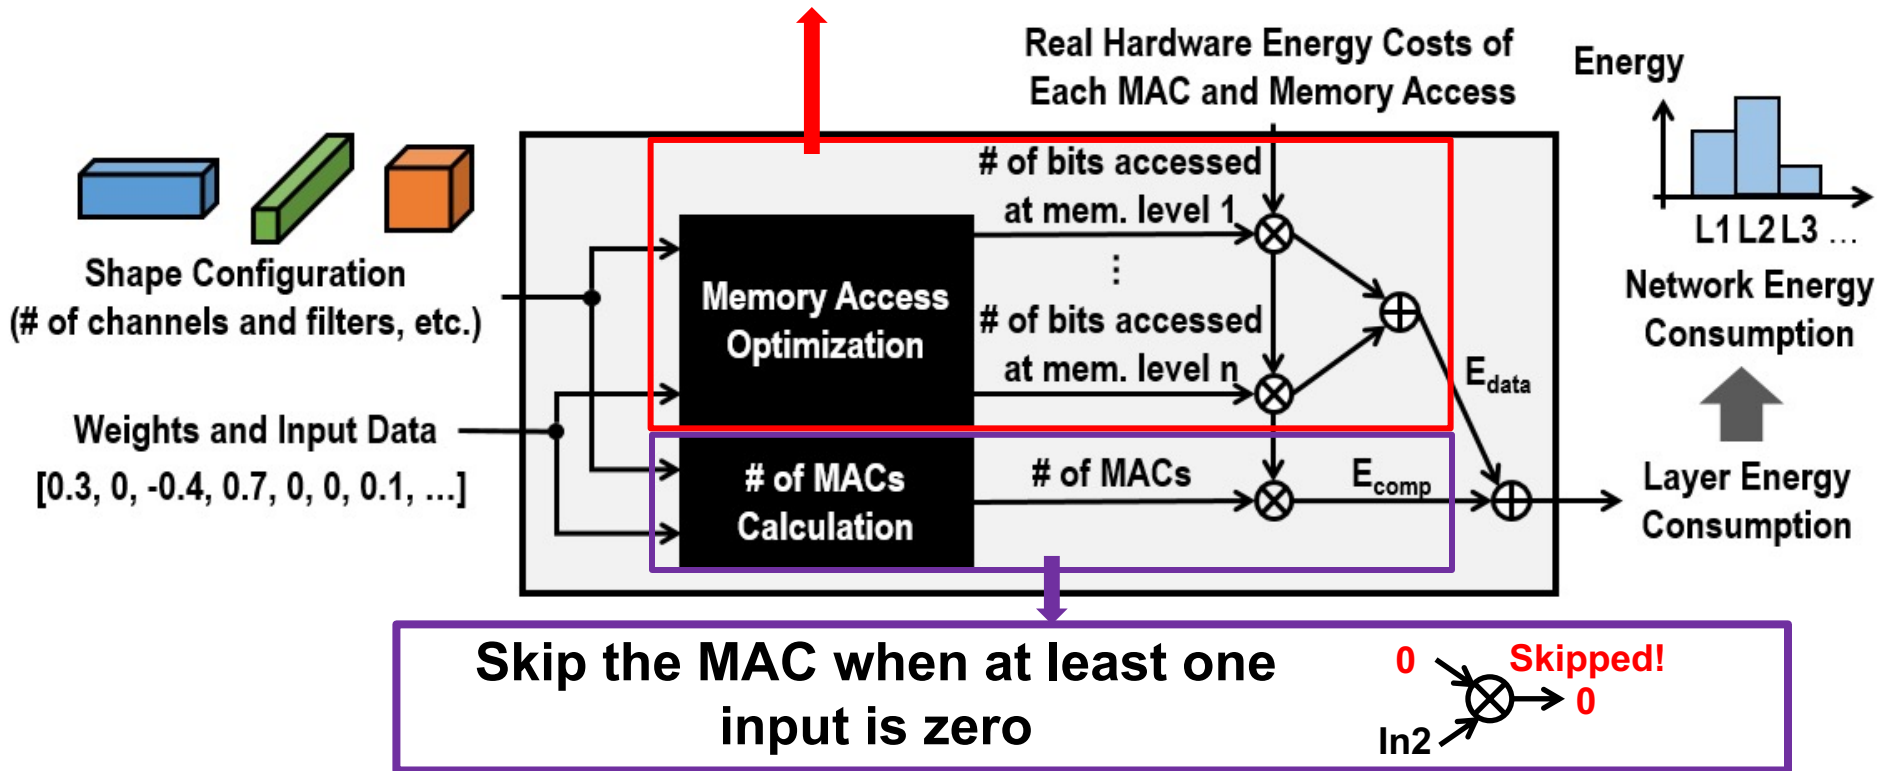 Real Hardware Energy Costs of
Each MAC and Memory Access
Energy
L1 L2 L3 ...
Network Energy
Consumption
Shape Configuration
(# of channels and filters, etc.)
Weights and Input Data
[0.3, 0, -0.4, 0.7, 0, 0, 0.1, ...]
Memory Access
Optimization
# of bits accessed
at mem. level 1
⋮
# of bits accessed
at mem. level n
E_data
# of MACs
Calculation
# of MACs
E_comp
Layer Energy
Consumption
Skip the MAC when at least one
input is zero
0
Skipped!
0
In2